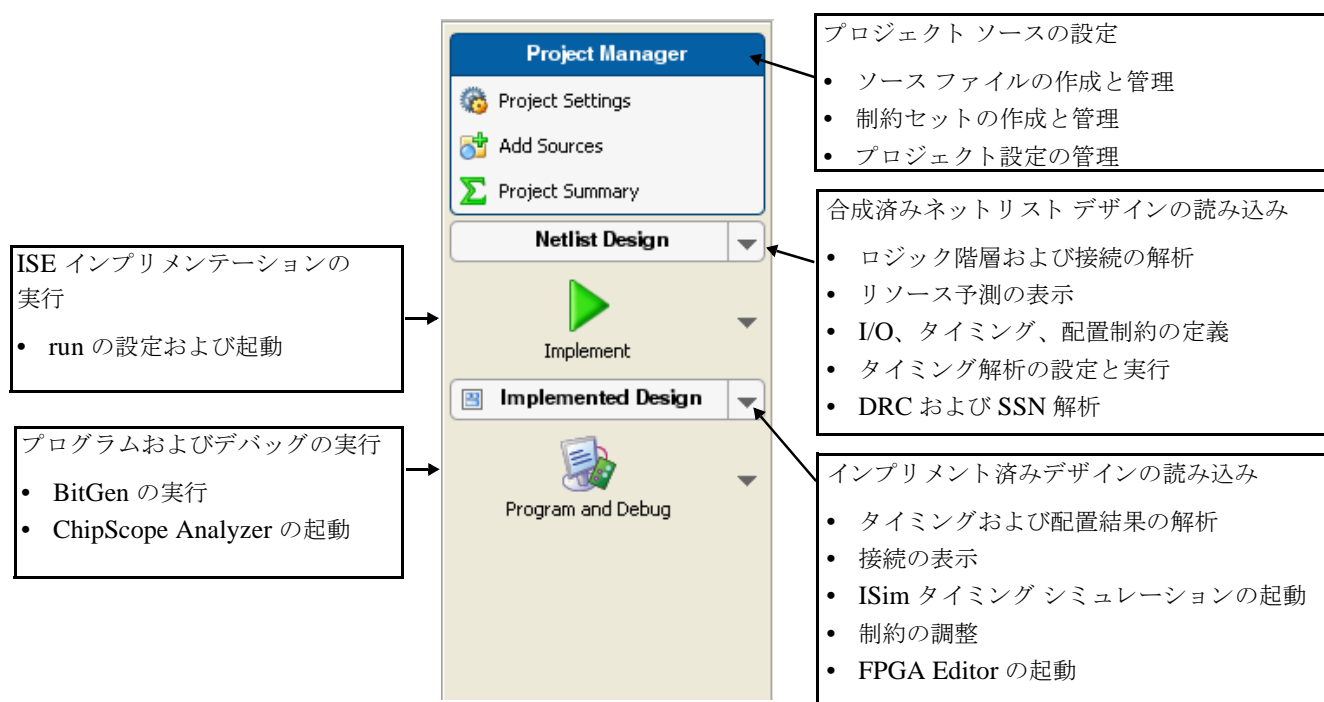 Project Manager
Project Settings
Add Sources
Project Summary
Netlist Design
Implement
Implemented Design
Program and Debug
ISE インプリメンテーションの
実行
• run の設定および起動
プログラムおよびデバッグの実行
• BitGen の実行
• ChipScope Analyzer の起動
プロジェクト ソースの設定
• ソース ファイルの作成と管理
• 制約セットの作成と管理
• プロジェクト設定の管理
合成済みネットリスト デザインの読み込み
• ロジック階層および接続の解析
• リソース予測の表示
• I/O、タイミング、配置制約の定義
• タイミング解析の設定と実行
• DRC および SSN 解析
インプリメント済みデザインの読み込み
• タイミングおよび配置結果の解析
• 接続の表示
• ISim タイミング シミュレーションの起動
• 制約の調整
• FPGA Editor の起動